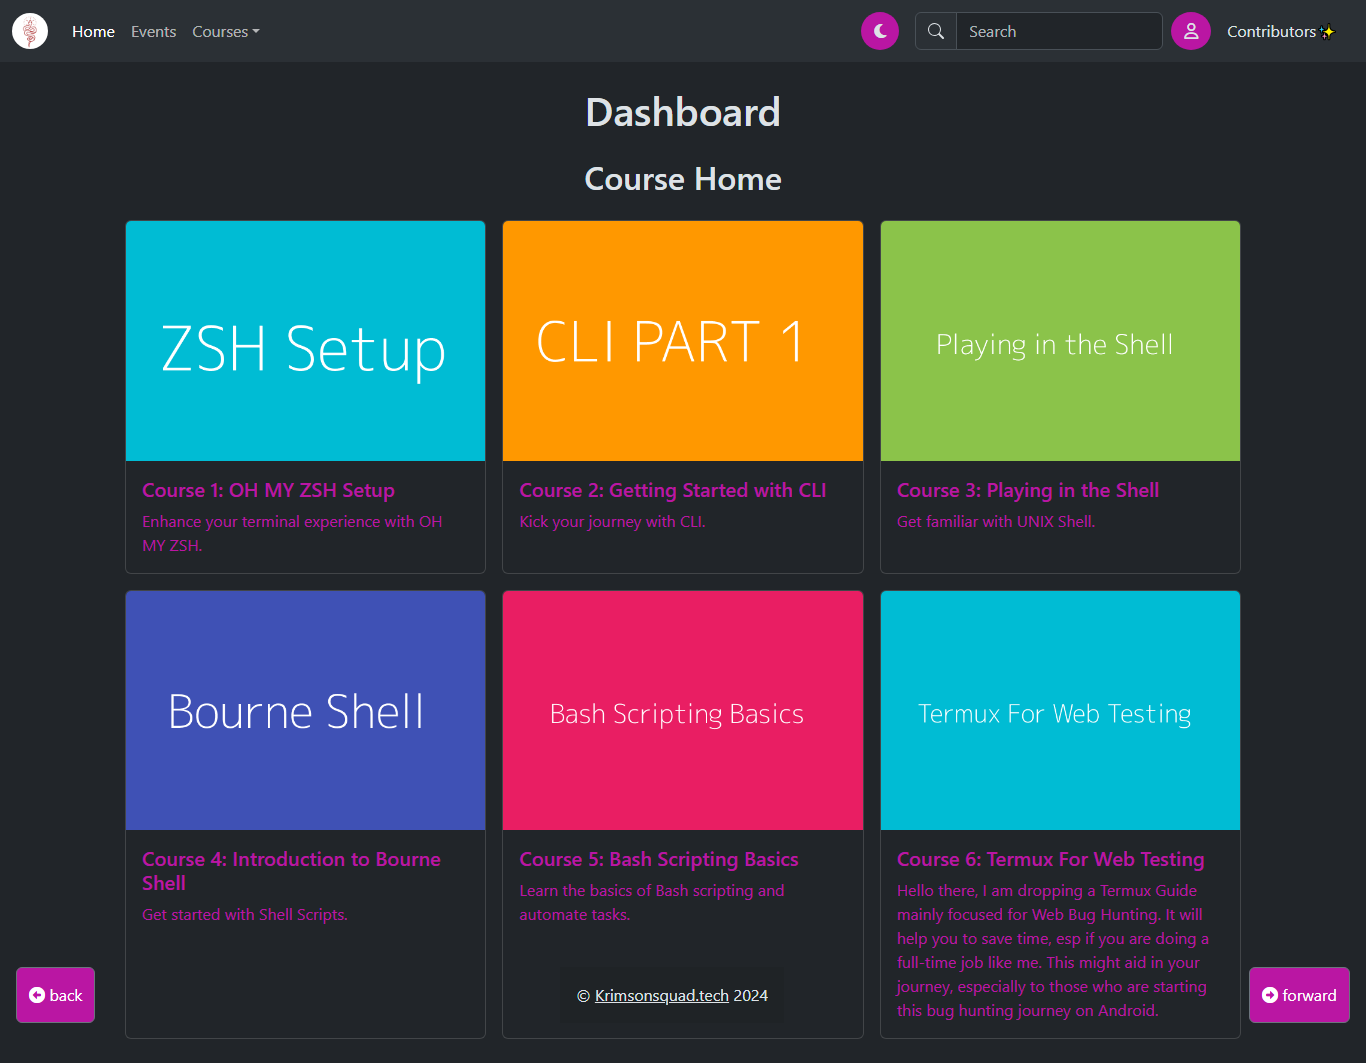 Home Events Courses Search Contributors✨
Dashboard
Course Home
ZSH Setup
CLI PART 1
Playing in the Shell
Course 1: OH MY ZSH Setup
Enhance your terminal experience with OH
MY ZSH.
Course 2: Getting Started with CLI
Kick your journey with CLI.
Course 3: Playing in the Shell
Get familiar with UNIX Shell.
Bourne Shell
Bash Scripting Basics
Termux For Web Testing
Course 4: Introduction to Bourne
Shell
Get started with Shell Scripts.
Course 5: Bash Scripting Basics
Learn the basics of Bash scripting and
automate tasks.
Course 6: Termux For Web Testing
Hello there, I am dropping a Termux Guide
mainly focused for Web Bug Hunting. It will
help you to save time, esp if you are doing a
full-time job like me. This might aid in your
journey, especially to those who are starting
this bug hunting journey on Android.
back
© Krimsonsquad.tech 2024
forward